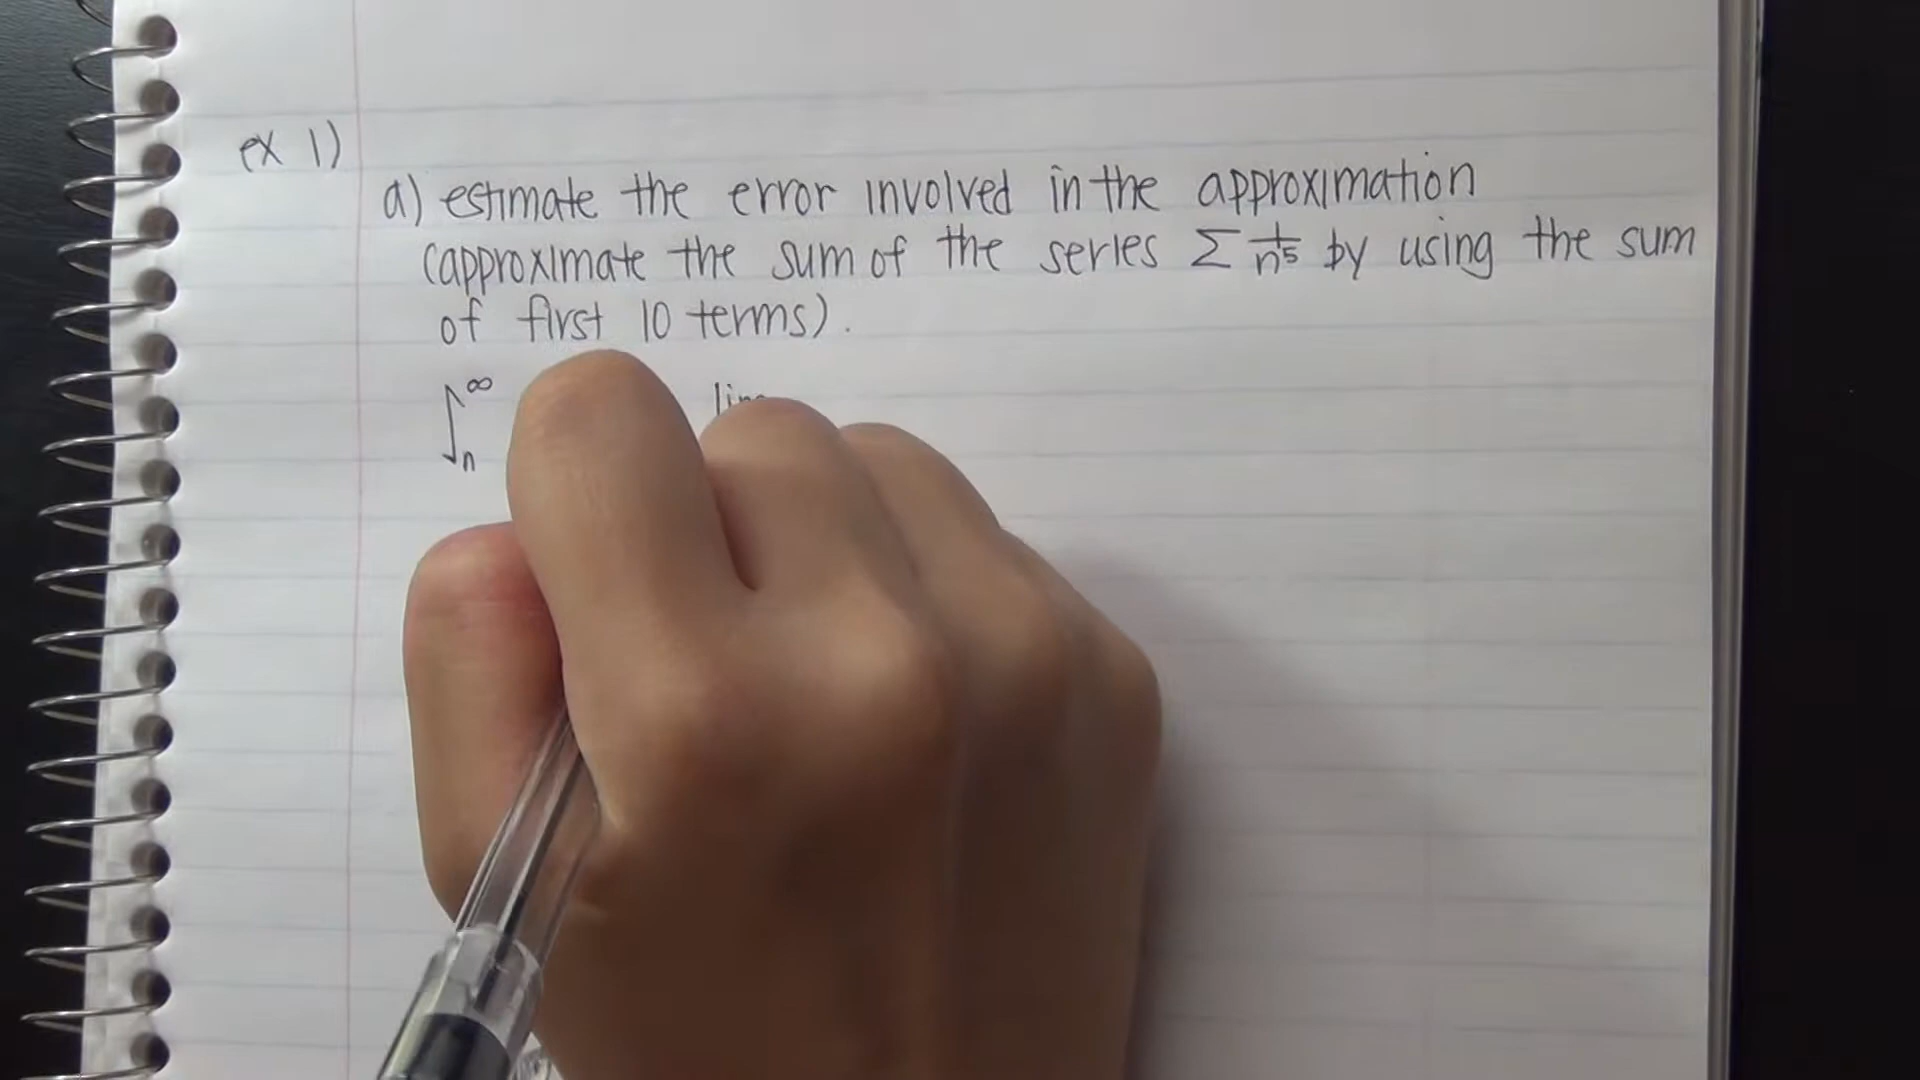 ex 1)
a) estimate the error involved in the approximation
(approximate the sum of the series Σ 1/n⁵ by using the sum
of first 10 terms).
∫ₙ^∞